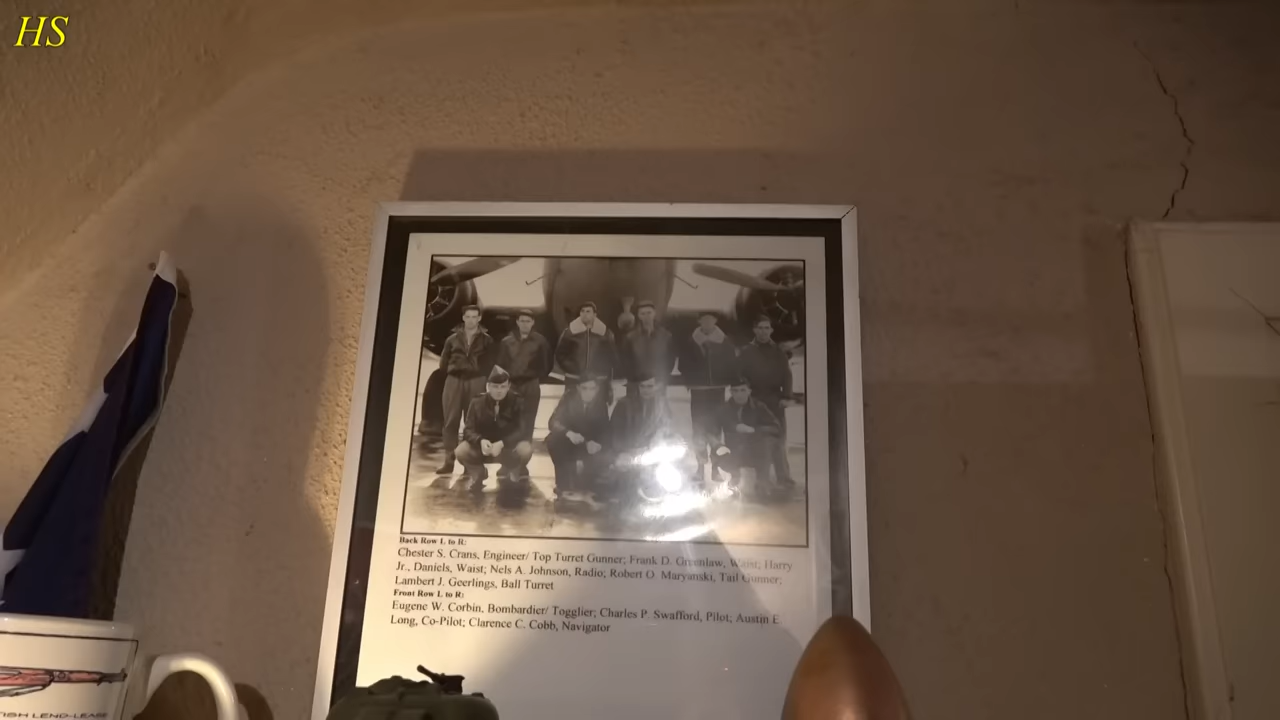 HS
Back Row L to R:
Chester S. Crans, Engineer/ Top Turret Gunner; Frank D. Greenlaw, Waist; Harry
Jr., Daniels, Waist; Nels A. Johnson, Radio; Robert O. Maryanski, Tail Gunner;
Lambert J. Geerlings, Ball Turret
Front Row L to R:
Eugene W. Corbin, Bombardier/ Togglier; Charles P. Swafford, Pilot; Austin E.
Long, Co-Pilot; Clarence C. Cobb, Navigator
LEND-LEASE